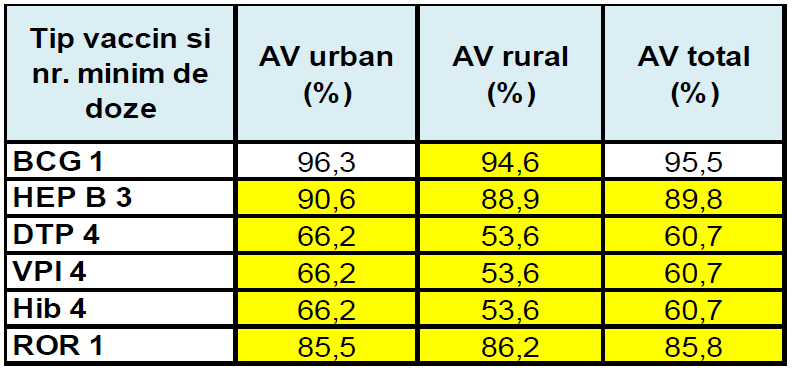 Tip vaccin si
nr. minim de
doze
AV urban
(%)
AV rural
(%)
AV total
(%)
BCG 1 96,3 94,6 95,5
HEP B 3 90,6 88,9 89,8
DTP 4 66,2 53,6 60,7
VPI 4 66,2 53,6 60,7
Hib 4 66,2 53,6 60,7
ROR 1 85,5 86,2 85,8